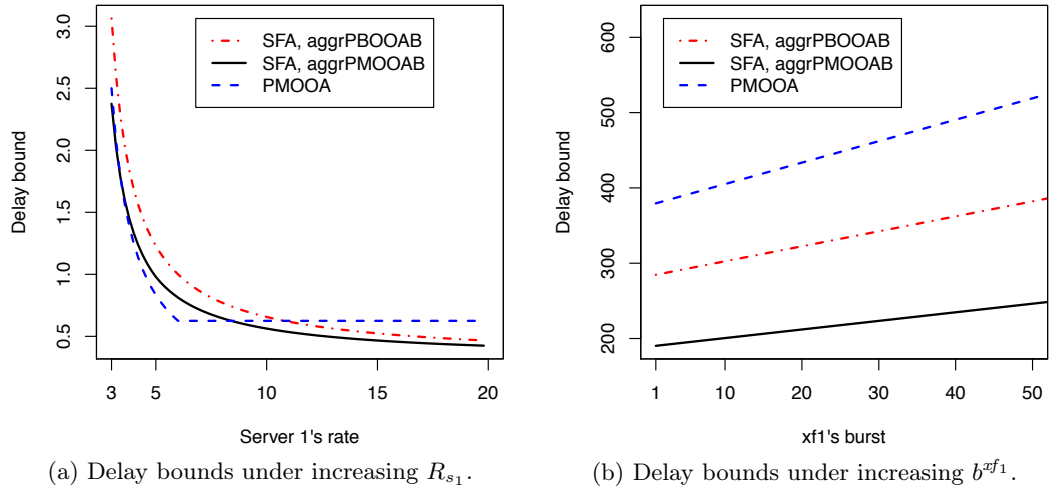 Delay bound
3.0
2.5
2.0
1.5
1.0
0.5
SFA, aggrPBOOAB
SFA, aggrPMOOAB
PMOOA
3 5 10 15 20
Server 1's rate
(a) Delay bounds under increasing R_{s_1}.
Delay bound
600
500
400
300
200
SFA, aggrPBOOAB
SFA, aggrPMOOAB
PMOOA
1 10 20 30 40 50
xf1's burst
(b) Delay bounds under increasing b^{xf_1}.